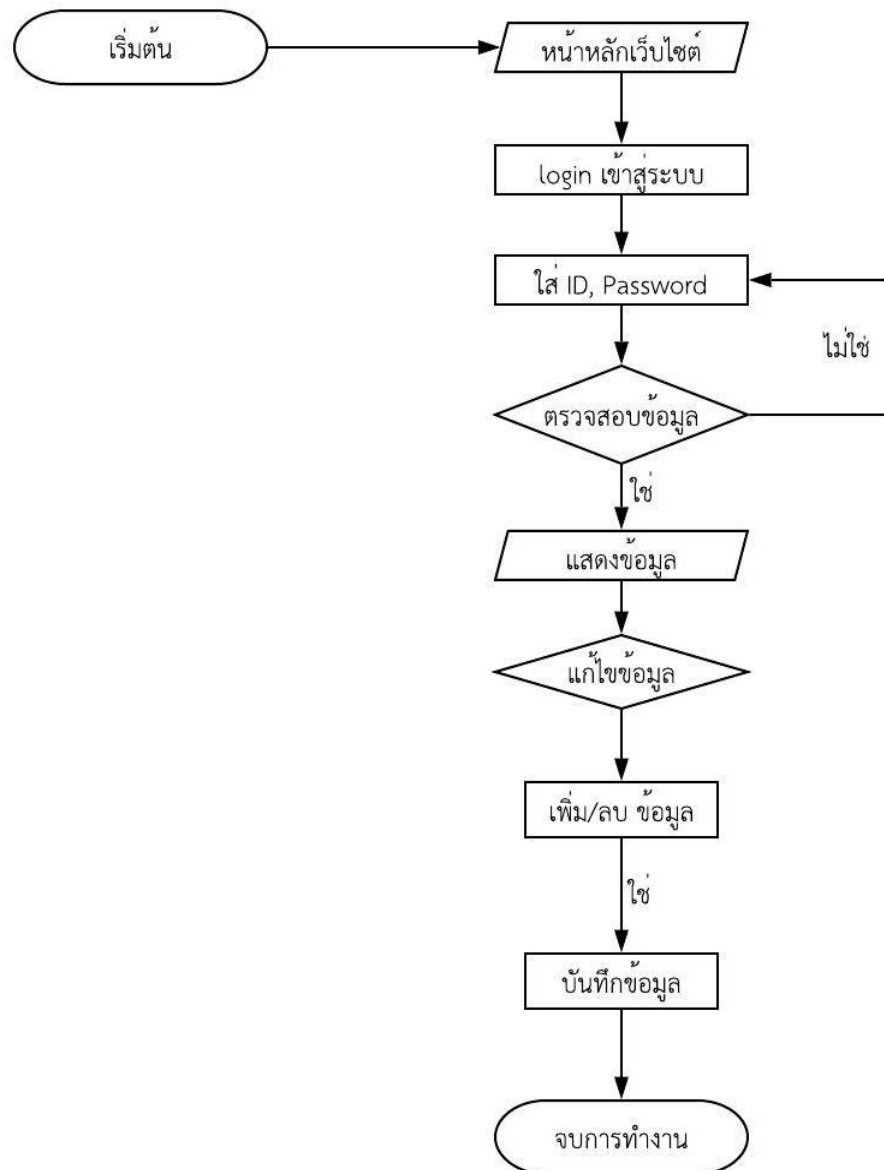 เริ่มต้น
หน้าหลักเว็บไซต์
login เข้าสู่ระบบ
ใส่ ID, Password
ไม่ใช่
ตรวจสอบข้อมูล
ใช่
แสดงข้อมูล
แก้ไขข้อมูล
เพิ่ม/ลบ ข้อมูล
ใช่
บันทึกข้อมูล
จบการทำงาน